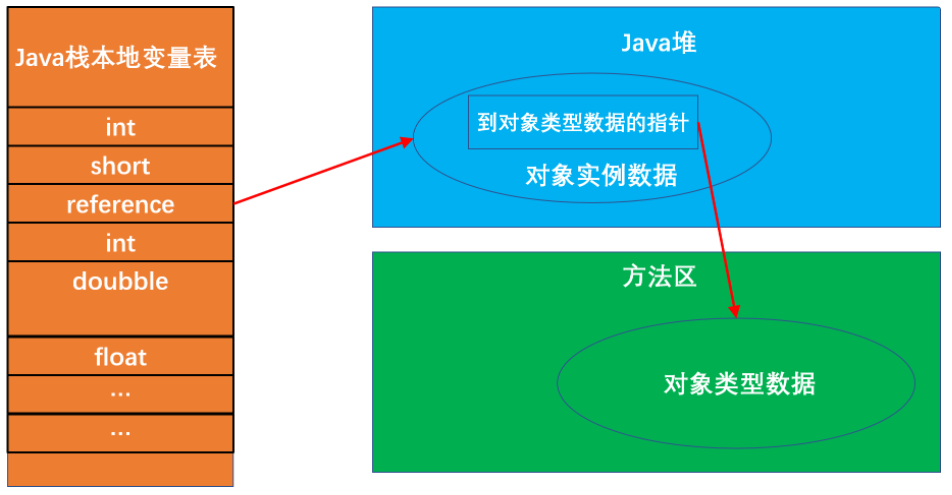 Java栈本地变量表
int
short
reference
int
doubble
float
...
...
Java堆
到对象类型数据的指针
对象实例数据
方法区
对象类型数据